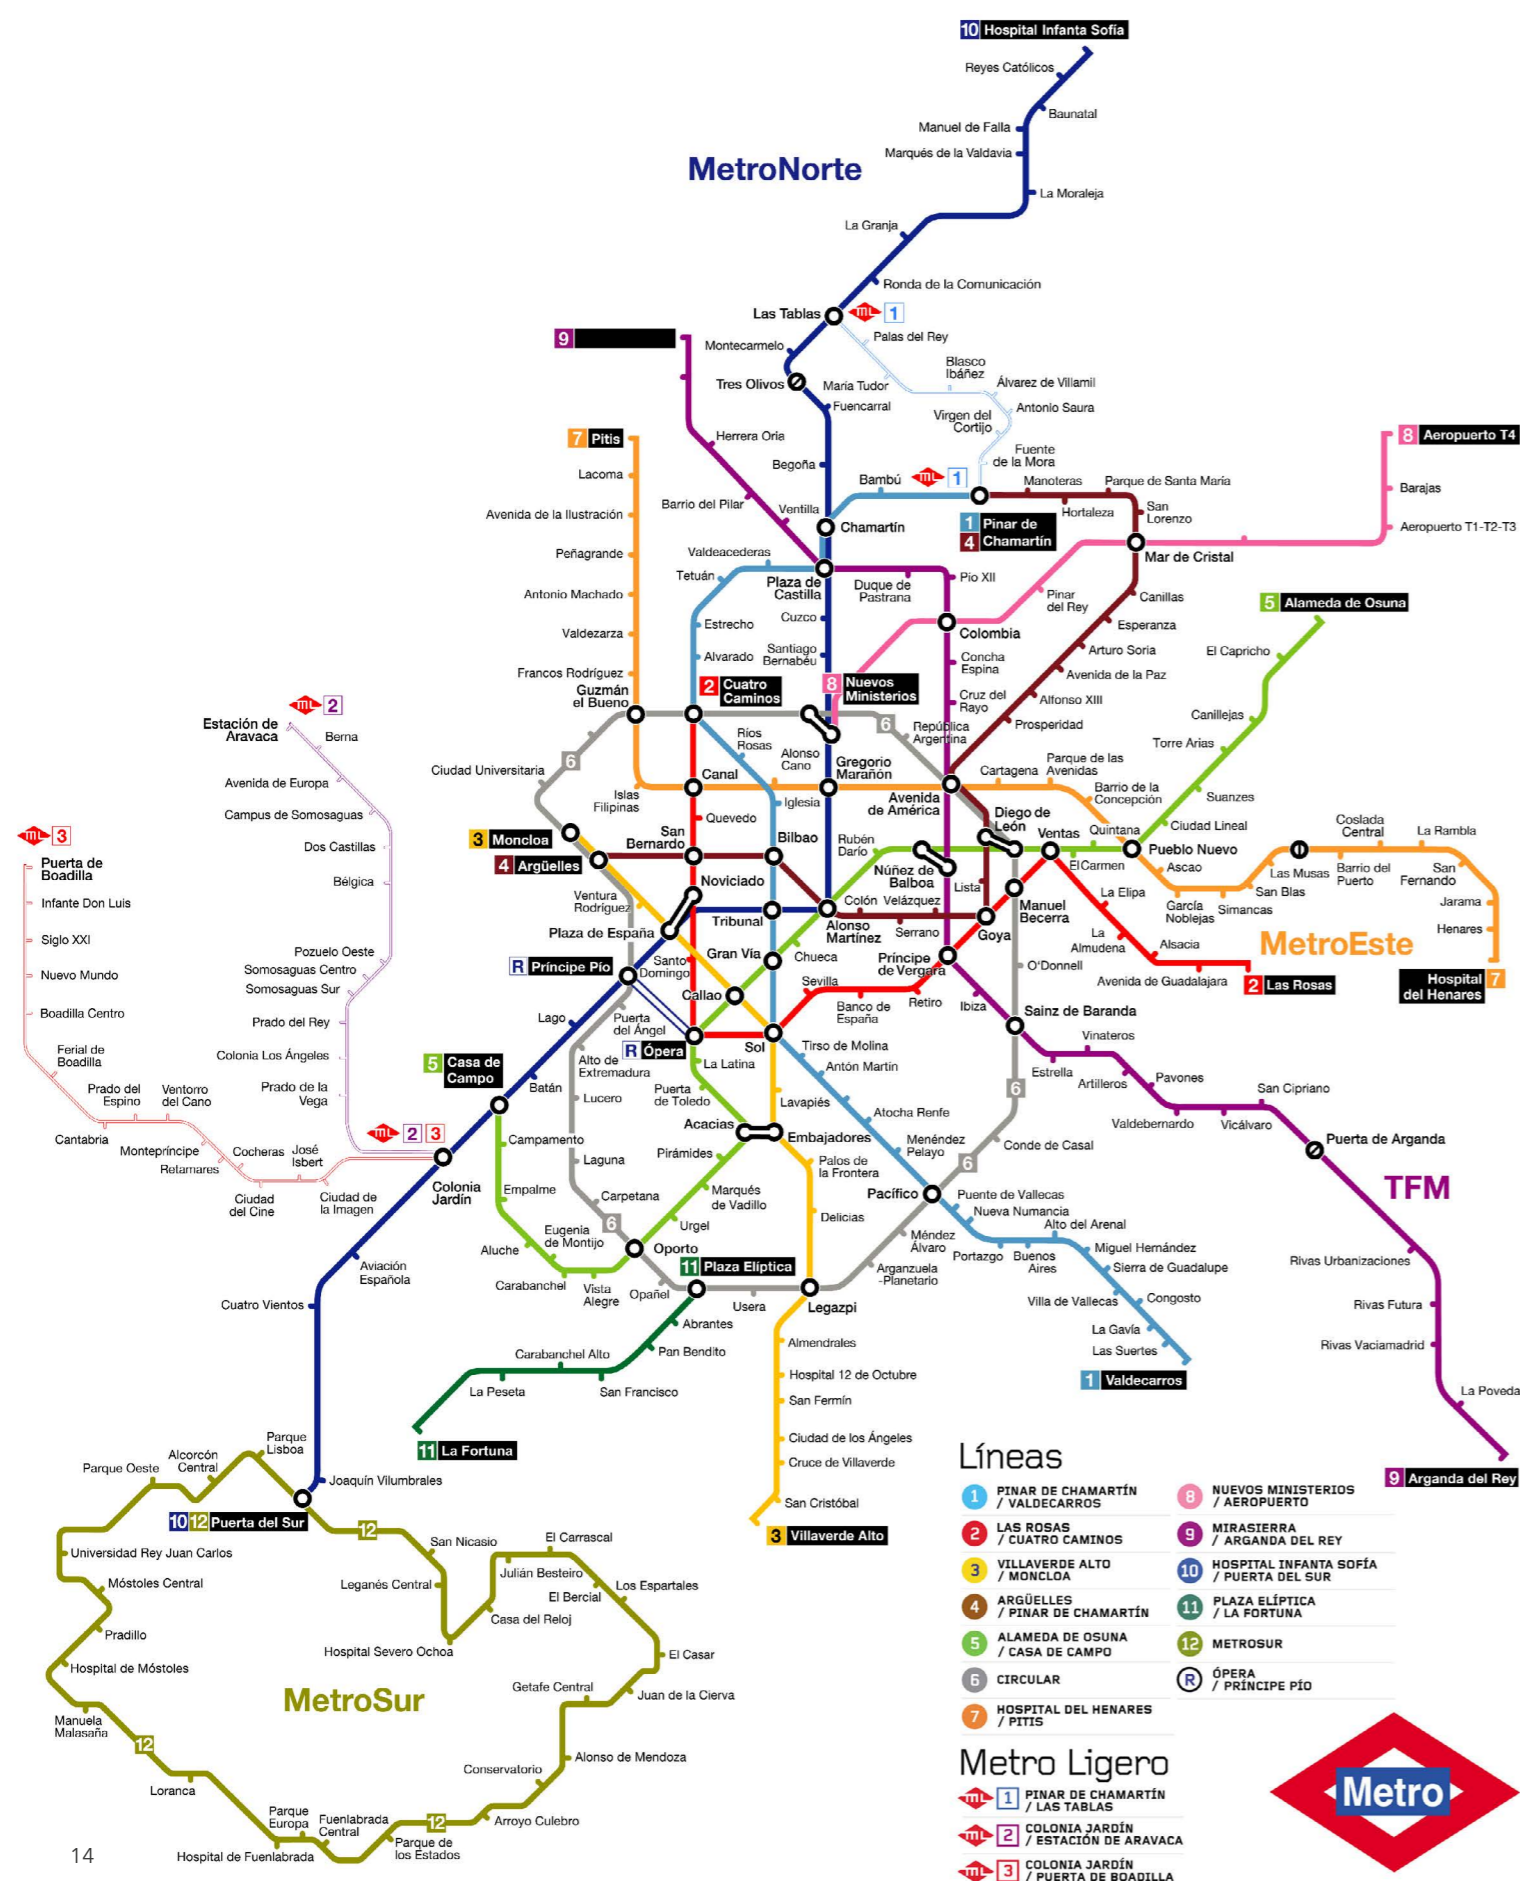 10 Hospital Infanta Sofía
Reyes Católicos
Baunatal
Manuel de Falla
Marqués de la Valdavia
MetroNorte
La Moraleja
La Granja
Ronda de la Comunicación
Las Tablas
mL 1
9
Palas del Rey
Montecarmelo
Blasco
Ibáñez
Tres Olivos
María Tudor
Álvarez de Villamil
Fuencarral
Antonio Saura
Virgen del
Cortijo
7 Pitis
Herrera Oria
8 Aeropuerto T4
Fuente
de la Mora
Lacoma
Begoña
Bambú
mL 1
Manoteras
Parque de Santa María
Barajas
Barrio del Pilar
Ventilla
Hortaleza
San
Lorenzo
Avenida de la Ilustración
Chamartín
1 Pinar de
4 Chamartín
Aeropuerto T1-T2-T3
Peñagrande
Valdeacederas
Mar de Cristal
Tetuán
Plaza de
Castilla
Duque de
Pastrana
Pio XII
Antonio Machado
Pinar
del Rey
Canillas
5 Alameda de Osuna
Estrecho
Cuzco
Colombia
Esperanza
Valdezarza
Alvarado
Santiago
Bernabéu
Concha
Espina
Arturo Soria
El Capricho
Francos Rodríguez
Avenida de la Paz
Guzmán
el Bueno
2 Cuatro
Caminos
8 Nuevos
Ministerios
Cruz del
Rayo
Alfonso XIII
Canillejas
mL 2
Estación de
Aravaca
Berna
6
Ríos
Rosas
6
República
Argentina
Prosperidad
Torre Arias
Ciudad Universitaria
Alonso
Cano
Gregorio
Marañón
Parque de las
Avenidas
Cartagena
Avenida de Europa
Islas
Filipinas
Canal
Iglesia
Avenida
de América
Barrio de la
Concepción
Suanzes
Campus de Somosaguas
Quevedo
Diego de
León
Ventas
Quintana
Ciudad Lineal
Coslada
Central
La Rambla
mL 3
3 Moncloa
San
Bernardo
Bilbao
Rubén
Darío
Pueblo Nuevo
Dos Castillas
Puerta de
Boadilla
4 Argüelles
Núñez de
Balboa
El Carmen
Ascao
Las Musas
Barrio del
Puerto
San
Fernando
Bélgica
Noviciado
Lista
La Elipa
San Blas
Infante Don Luis
Ventura
Rodríguez
Colón
Velázquez
Manuel
Becerra
García
Noblejas
Simancas
Jarama
Plaza de España
Tribunal
Alonso
Martínez
Serrano
Goya
La
Almudena
Henares
Siglo XXI
Pozuelo Oeste
Gran Vía
Chueca
Príncipe
de Vergara
Alsacia
MetroEste
Somosaguas Centro
R Príncipe Pío
Santo
Domingo
O'Donnell
Nuevo Mundo
Somosaguas Sur
Sevilla
Avenida de Guadalajara
2 Las Rosas
Hospital
del Henares 7
Callao
Banco de
España
Retiro
Ibiza
Boadilla Centro
Prado del Rey
Lago
Puerta
del Ángel
Sainz de Baranda
Ferial de
Boadilla
Colonia Los Ángeles
5 Casa de
Campo
Alto de
Extremadura
R Ópera
Sol
Tirso de Molina
Vinateros
La Latina
Antón Martín
Estrella
Prado del
Espino
Ventorro
del Cano
Prado de la
Vega
Batán
Lucero
Puerta
de Toledo
Lavapiés
6
Artilleros
Pavones
San Cipriano
Atocha Renfe
mL 2 3
Acacias
Embajadores
Valdebernardo
Vicálvaro
Cantabria
Campamento
Conde de Casal
Puerta de Arganda
Montepríncipe
Cocheras
José
Isbert
Laguna
Pirámides
Palos de
la Frontera
Menéndez
Pelayo
6
Retamares
Colonia
Jardín
Empalme
Carpetana
Marqués
de Vadillo
Pacífico
Puente de Vallecas
TFM
Ciudad
del Cine
Ciudad de
la Imagen
Nueva Numancia
6
Urgel
Delicias
Alto del Arenal
Eugenia
de Montijo
Aluche
Oporto
Méndez
Álvaro
Portazgo
Buenos
Aires
Miguel Hernández
Aviación
Española
11 Plaza Elíptica
Arganzuela
-Planetario
Sierra de Guadalupe
Rivas Urbanizaciones
Carabanchel
Vista
Alegre
Opañel
Usera
Legazpi
Villa de Vallecas
Congosto
Cuatro Vientos
Rivas Futura
Abrantes
La Gavía
Almendrales
Rivas Vaciamadrid
Carabanchel Alto
Pan Bendito
Las Suertes
Hospital 12 de Octubre
1 Valdecarros
La Peseta
San Francisco
La Poveda
San Fermín
Parque
Lisboa
11 La Fortuna
Ciudad de los Ángeles
Líneas
Alcorcón
Central
Cruce de Villaverde
Parque Oeste
9 Arganda del Rey
Joaquín Vilumbrales
San Cristóbal
1 PINAR DE CHAMARTÍN
/ VALDECARROS
8 NUEVOS MINISTERIOS
/ AEROPUERTO
10 12 Puerta del Sur
3 Villaverde Alto
2 LAS ROSAS
/ CUATRO CAMINOS
9 MIRASIERRA
/ ARGANDA DEL REY
12
San Nicasio
El Carrascal
Universidad Rey Juan Carlos
Julián Besteiro
3 VILLAVERDE ALTO
/ MONCLOA
10 HOSPITAL INFANTA SOFÍA
/ PUERTA DEL SUR
Móstoles Central
Leganés Central
El Bercial
Los Espartales
4 ARGÜELLES
/ PINAR DE CHAMARTÍN
11 PLAZA ELÍPTICA
/ LA FORTUNA
Casa del Reloj
Pradillo
Hospital Severo Ochoa
5 ALAMEDA DE OSUNA
/ CASA DE CAMPO
12 METROSUR
El Casar
Hospital de Móstoles
6 CIRCULAR
R ÓPERA
/ PRÍNCIPE PÍO
MetroSur
Getafe Central
Juan de la Cierva
7 HOSPITAL DEL HENARES
/ PITIS
Manuela
Malasaña
12
Metro Ligero
Alonso de Mendoza
Conservatorio
Loranca
mL 1 PINAR DE CHAMARTÍN
/ LAS TABLAS
Metro
Parque
Europa
Fuenlabrada
Central
12
Arroyo Culebro
mL 2 COLONIA JARDÍN
/ ESTACIÓN DE ARAVACA
Parque de
los Estados
14
Hospital de Fuenlabrada
mL 3 COLONIA JARDÍN
/ PUERTA DE BOADILLA